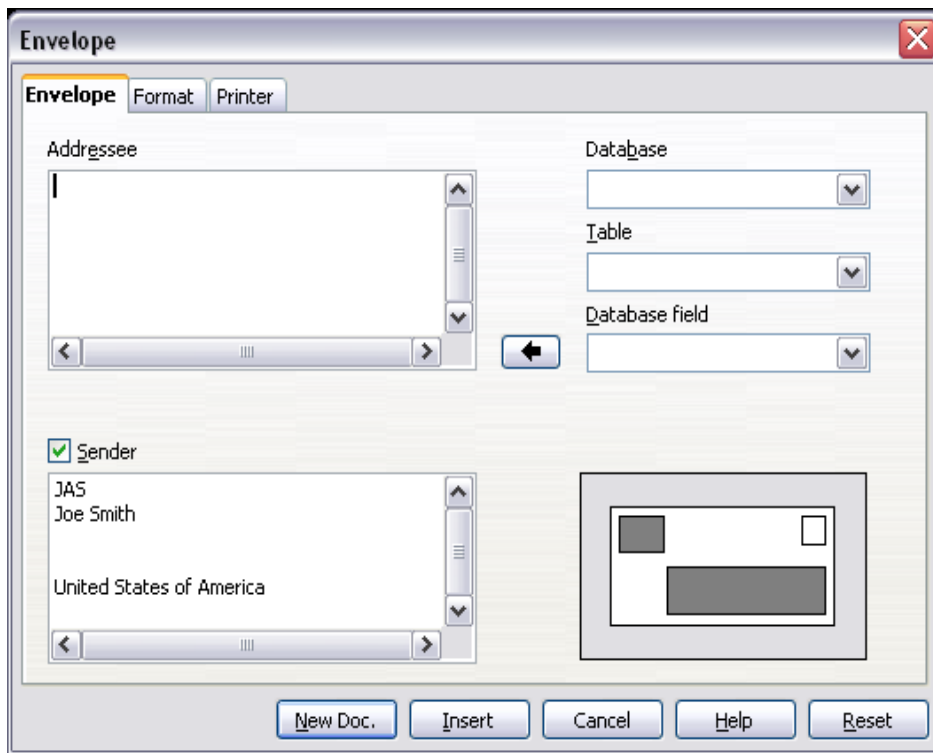 Envelope
Envelope Format Printer
Addressee
Database
Table
Database field
Sender
JAS
Joe Smith
United States of America
New Doc. Insert Cancel Help Reset